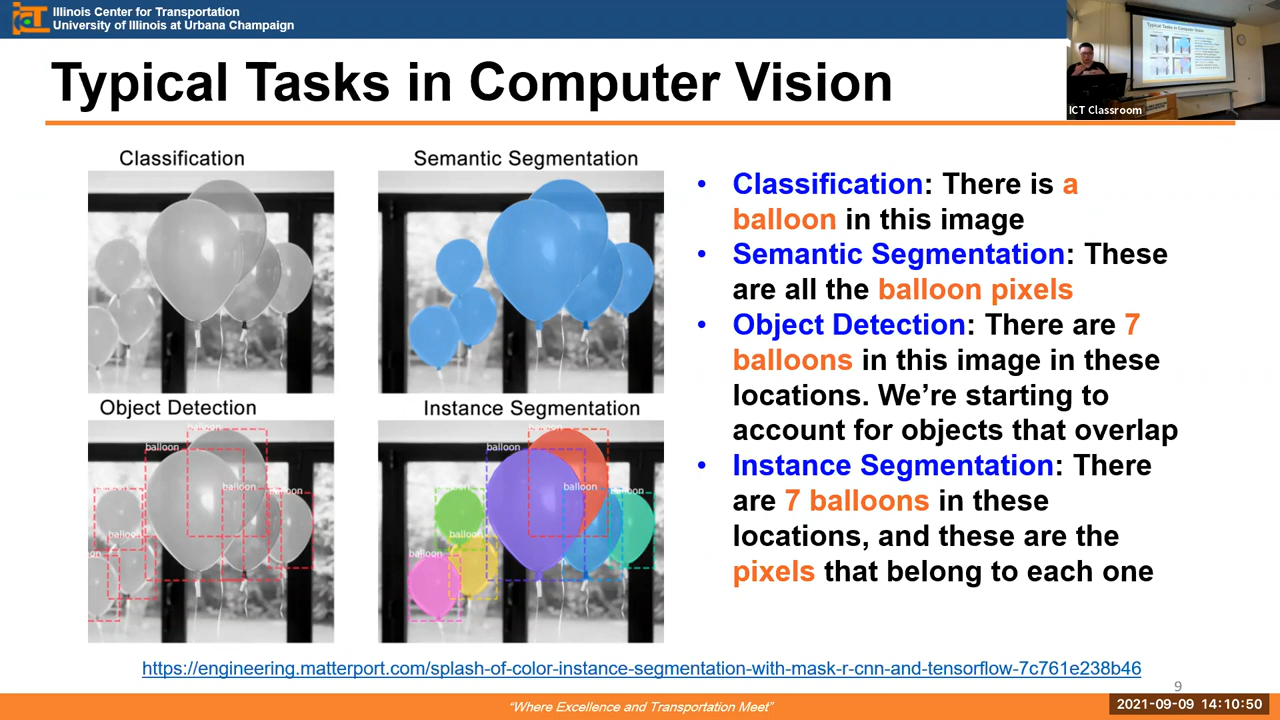 Illinois Center for Transportation
University of Illinois at Urbana Champaign
Typical Tasks in Computer Vision
ICT Classroom
Classification
Semantic Segmentation
Object Detection
balloon
balloon
balloon
balloon
Instance Segmentation
balloon
balloon
balloon
balloon
balloon
• Classification: There is a
balloon in this image
• Semantic Segmentation: These
are all the balloon pixels
• Object Detection: There are 7
balloons in this image in these
locations. We’re starting to
account for objects that overlap
• Instance Segmentation: There
are 7 balloons in these
locations, and these are the
pixels that belong to each one
https://engineering.matterport.com/splash-of-color-instance-segmentation-with-mask-r-cnn-and-tensorflow-7c761e238b46
9
“Where Excellence and Transportation Meet”
2021-09-09 14:10:50